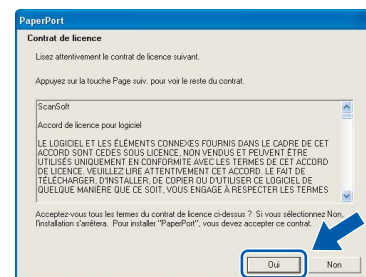 PaperPort
Contrat de licence
Lisez attentivement le contrat de licence suivant.
Appuyez sur la touche Page suiv. pour voir le reste du contrat.
ScanSoft
Accord de licence pour logiciel
LE LOGICIEL ET LES ÉLÉMENTS CONNEXES FOURNIS DANS LE CADRE DE CET
ACCORD SONT CEDES SOUS LICENCE, NON VENDUS ET PEUVENT ÊTRE
UTILISÉS UNIQUEMENT EN CONFORMITE AVEC LES TERMES DE CET ACCORD
DE LICENCE. VEUILLEZ LIRE ATTENTIVEMENT CET ACCORD. LE FAIT DE
TÉLÉCHARGER, D'INSTALLER, DE COPIER OU D'UTILISER CE LOGICIEL DE
QUELQUE MANIÈRE QUE CE SOIT, VOUS ENGAGE À RESPECTER LES TERMES
Acceptez-vous tous les termes du contrat de licence ci-dessus ? Si vous sélectionnez Non,
l'installation s'arrêtera. Pour installer "PaperPort", vous devez accepter ce contrat.
Oui
Non